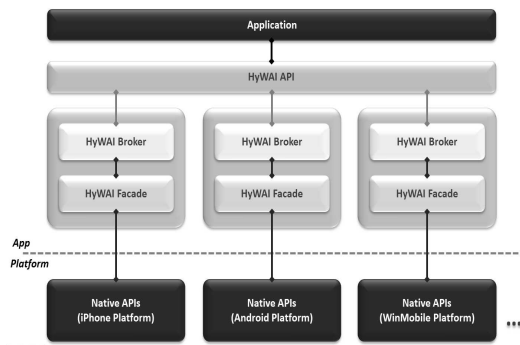 Application
HyWAI API
HyWAI Broker
HyWAI Broker
HyWAI Broker
HyWAI Facade
HyWAI Facade
HyWAI Facade
App
Platform
Native APIs
(iPhone Platform)
Native APIs
(Android Platform)
Native APIs
(WinMobile Platform)